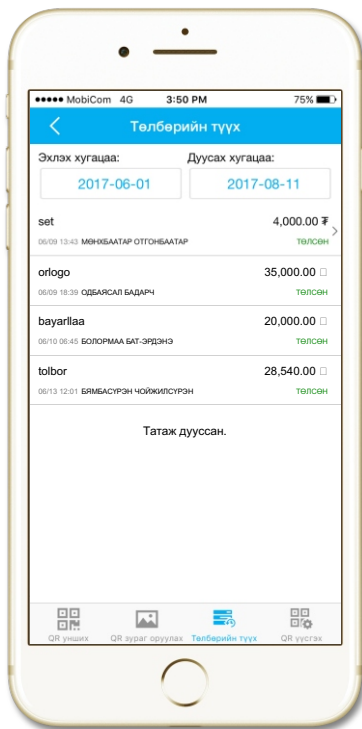 MobiCom 4G 3:50 PM 75%
Төлбөрийн түүх
Эхлэх хугацаа: Дуусах хугацаа:
2017-06-01 2017-08-11
set 4,000.00 ₮
06/09 13:43 МӨНХБААТАР ОТГОНБААТАР төлсөн
orlogo 35,000.00 □
06/09 18:39 ОДБАЯСАЛ БАДАРЧ төлсөн
bayarllaa 20,000.00 □
06/10 06:45 БОЛОРМАА БАТ-ЭРДЭНЭ төлсөн
tolbor 28,540.00 □
06/13 12:01 БЯМБАСҮРЭН ЧОЙЖИЛСҮРЭН төлсөн
Татаж дууссан.
QR унших QR зураг оруулах Төлбөрийн түүх QR үүсгэх